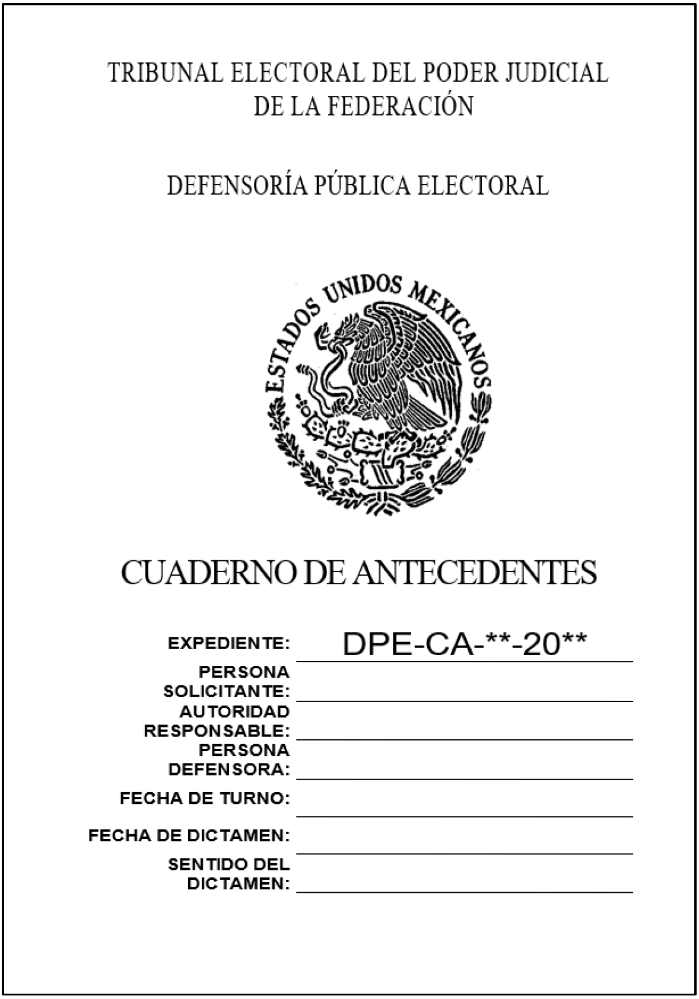 TRIBUNAL ELECTORAL DEL PODER JUDICIAL
DE LA FEDERACIÓN
DEFENSORÍA PÚBLICA ELECTORAL
ESTADOS UNIDOS MEXICANOS
CUADERNO DE ANTECEDENTES
EXPEDIENTE: DPE-CA-**-20**
PERSONA
SOLICITANTE:
AUTORIDAD
RESPONSABLE:
PERSONA
DEFENSORA:
FECHA DE TURNO:
FECHA DE DICTAMEN:
SENTIDO DEL
DICTAMEN: